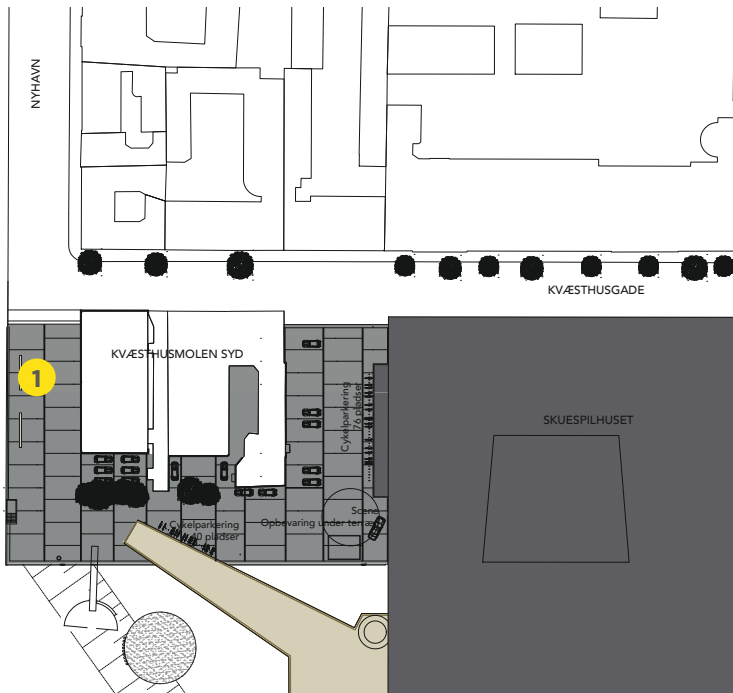 NYHAVN
KVÆSTHUSGADE
KVÆSTHUSMOLEN SYD
1
Cykelparkering
76 pladser
SKUESPILHUSET
Scene
Opbevaring under terræn
Cykelparkering
pladser